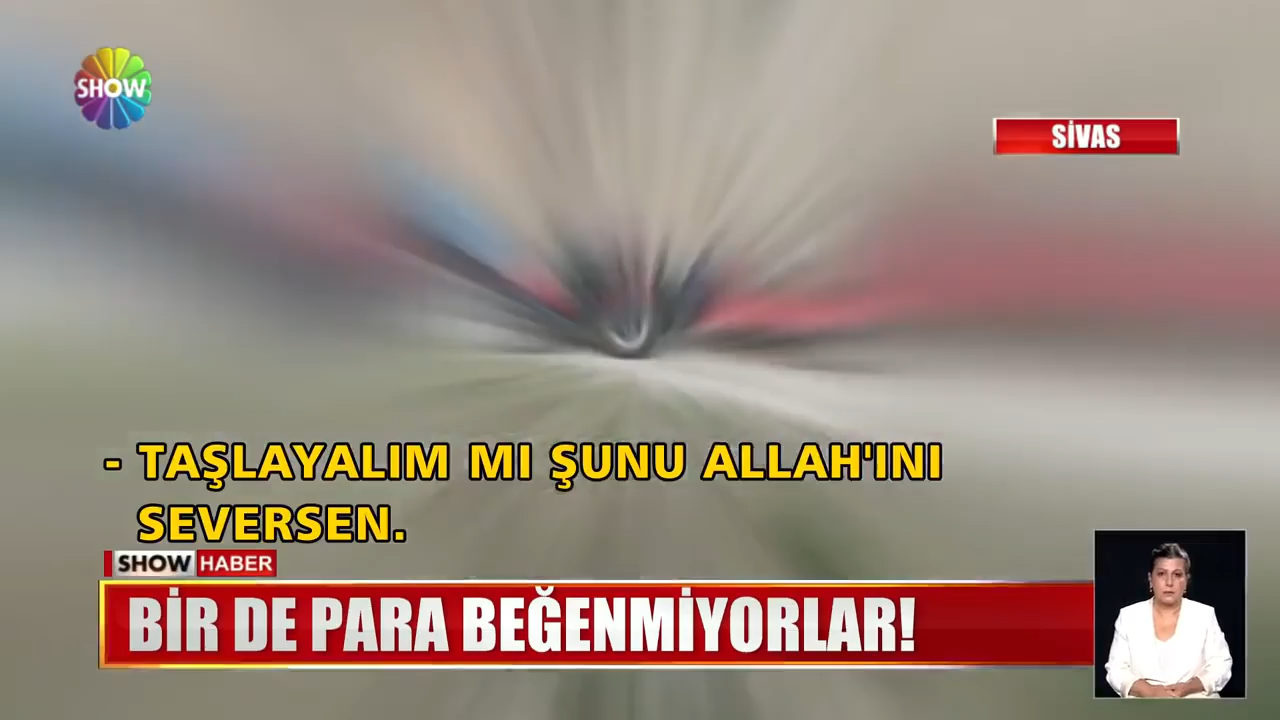 SHOW
SİVAS
- TAŞLAYALIM MI ŞUNU ALLAH'INI
SEVERSEN.
SHOW HABER
BİR DE PARA BEĞENMİYORLAR!